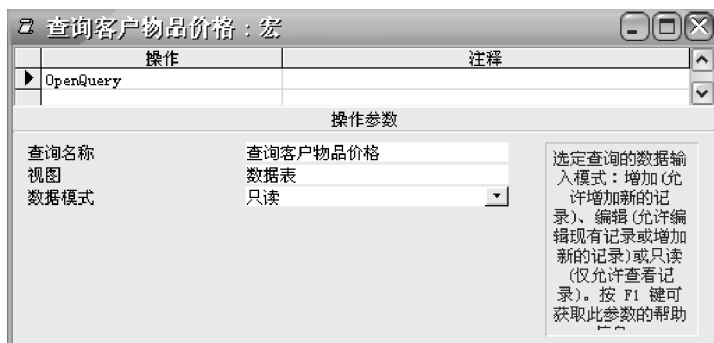 查询客户物品价格：宏
操作 注释
OpenQuery
操作参数
查询名称 查询客户物品价格
视图 数据表
数据模式 只读
选定查询的数据输
入模式：增加(允
许增加新的记
录)、编辑(允许编
辑现有记录或增加
新的记录)或只读
(仅允许查看记
录)。按 F1 键可
获取此参数的帮助